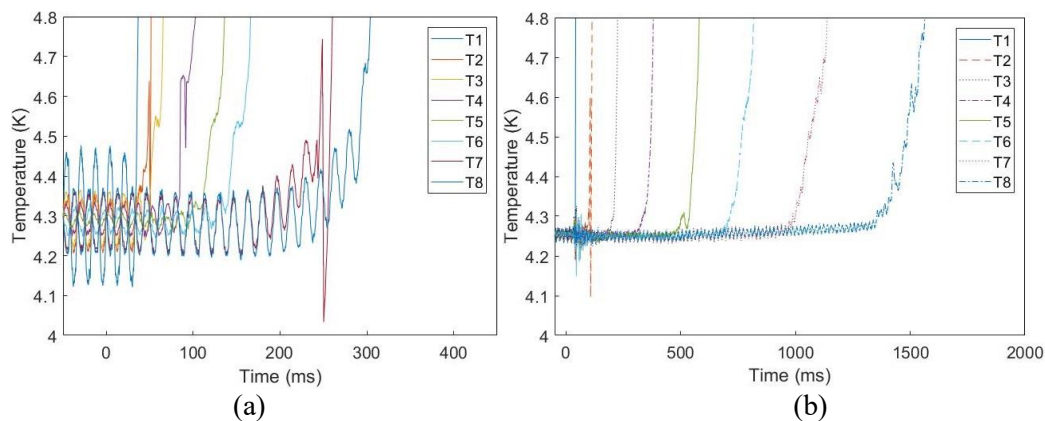 4.8
4.7
4.6
4.5
4.4
4.3
4.2
4.1
4
Temperature (K)
0 100 200 300 400
Time (ms)
T1
T2
T3
T4
T5
T6
T7
T8
(a)
4.8
4.7
4.6
4.5
4.4
4.3
4.2
4.1
4
Temperature (K)
0 500 1000 1500 2000
Time (ms)
T1
T2
T3
T4
T5
T6
T7
T8
(b)